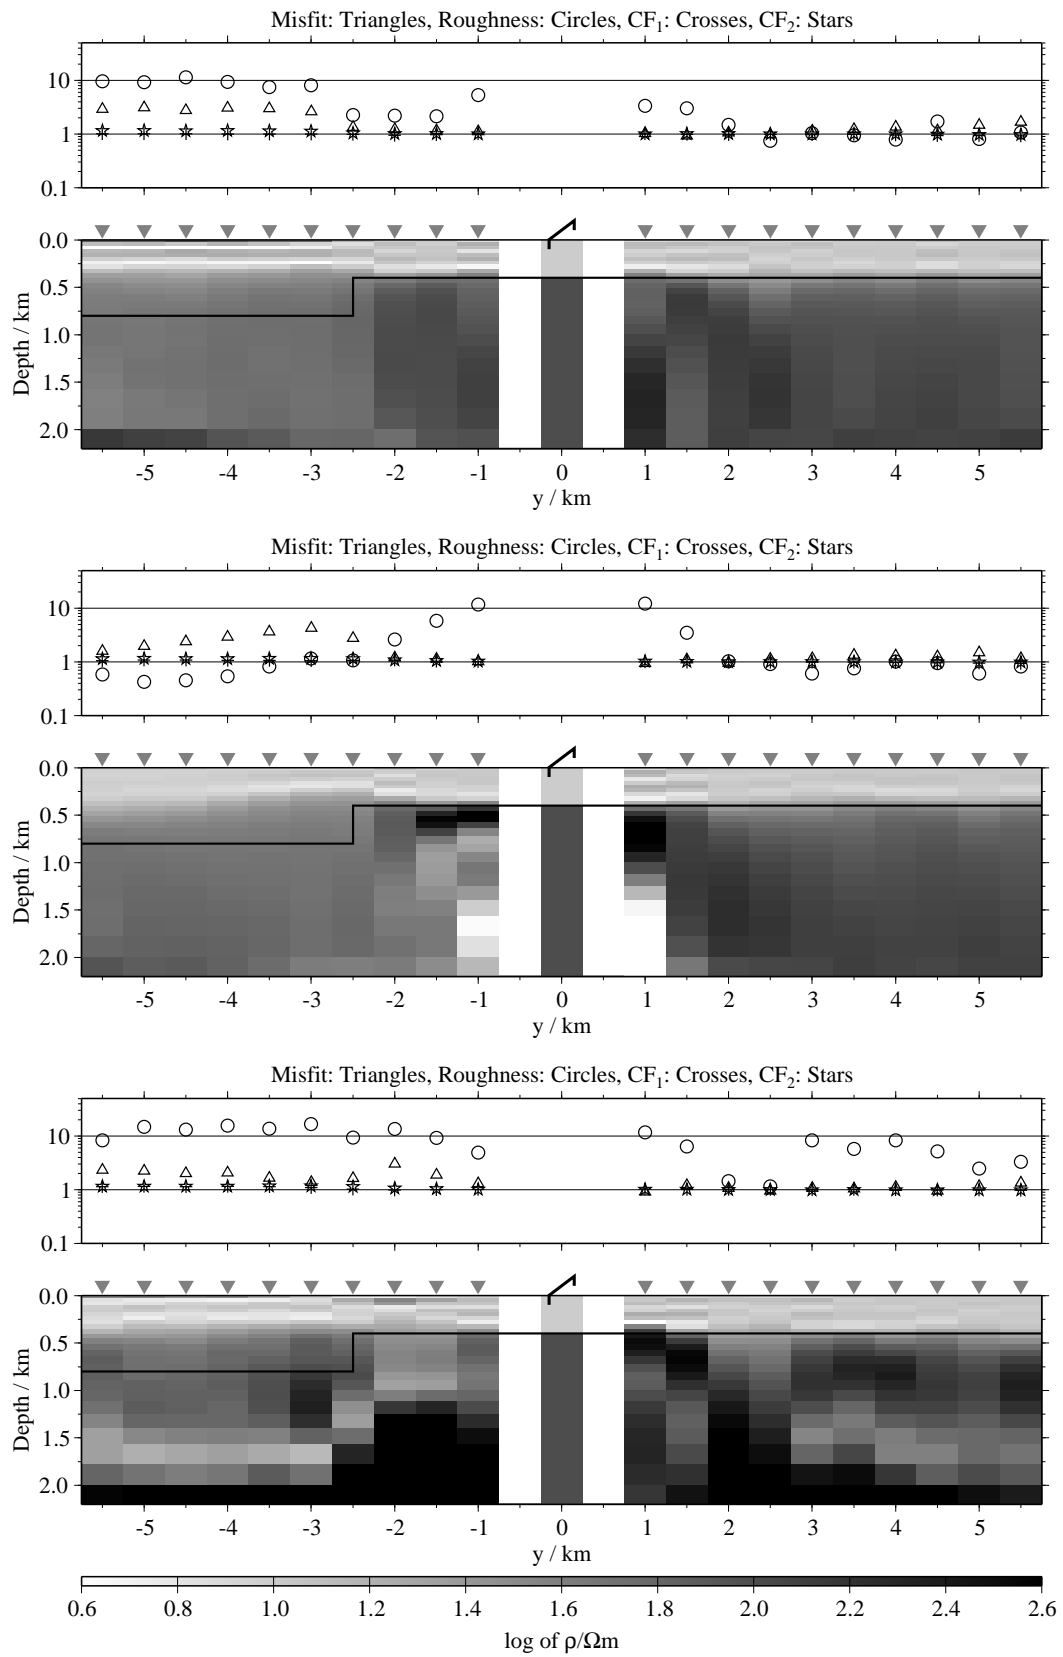 Misfit: Triangles, Roughness: Circles, CF₁: Crosses, CF₂: Stars
10
1
0.1
0.0
0.5
1.0
1.5
2.0
Depth / km
-5 -4 -3 -2 -1 0 1 2 3 4 5
y / km
Misfit: Triangles, Roughness: Circles, CF₁: Crosses, CF₂: Stars
10
1
0.1
0.0
0.5
1.0
1.5
2.0
Depth / km
-5 -4 -3 -2 -1 0 1 2 3 4 5
y / km
Misfit: Triangles, Roughness: Circles, CF₁: Crosses, CF₂: Stars
10
1
0.1
0.0
0.5
1.0
1.5
2.0
Depth / km
-5 -4 -3 -2 -1 0 1 2 3 4 5
y / km
0.6 0.8 1.0 1.2 1.4 1.6 1.8 2.0 2.2 2.4 2.6
log of ρ/Ωm